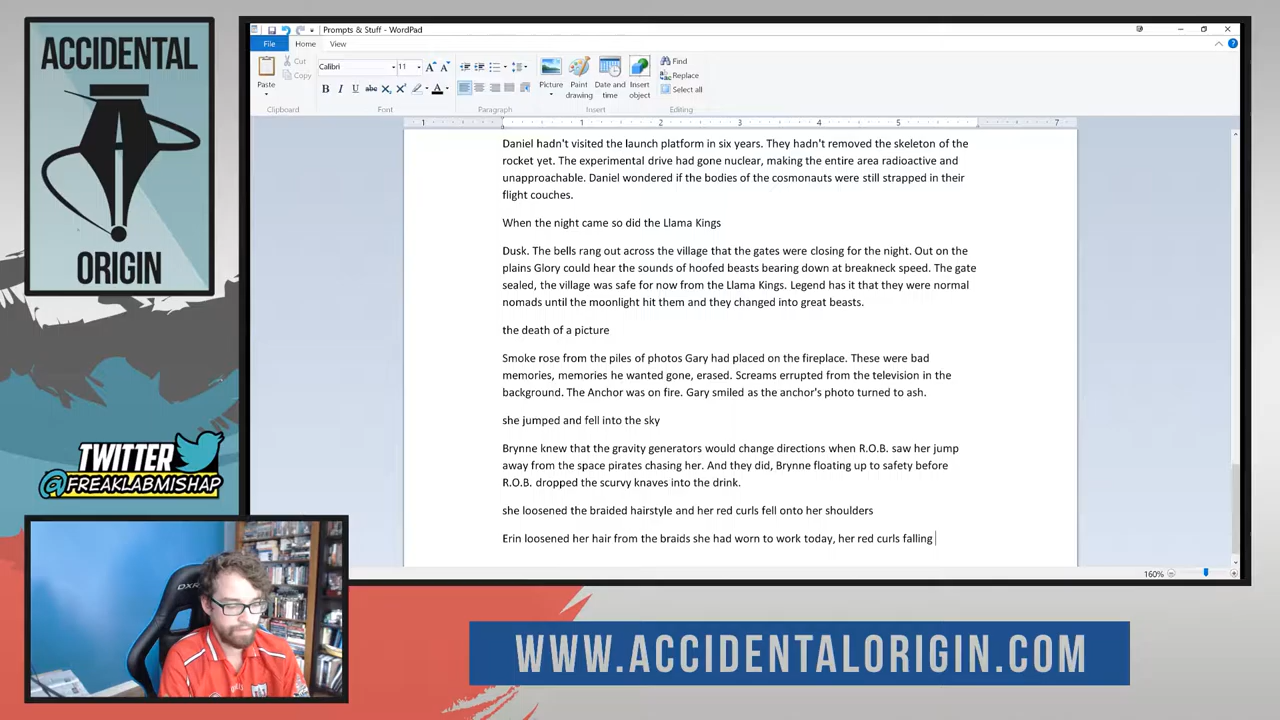 ACCIDENTAL
ORIGIN
TWITTER
@FREAKLABMISHAP
Prompts & Stuff - WordPad
File
Home
View
Paste
Cut
Copy
Clipboard
Calibri
11
B I U abc X₂ X²
A
Font
Paragraph
Picture
Paint
drawing
Date and
time
Insert
object
Insert
Find
Replace
Select all
Editing
1 1 2 3 4 5 7
Daniel hadn't visited the launch platform in six years. They hadn't removed the skeleton of the
rocket yet. The experimental drive had gone nuclear, making the entire area radioactive and
unapproachable. Daniel wondered if the bodies of the cosmonauts were still strapped in their
flight couches.
When the night came so did the Llama Kings
Dusk. The bells rang out across the village that the gates were closing for the night. Out on the
plains Glory could hear the sounds of hoofed beasts bearing down at breakneck speed. The gate
sealed, the village was safe for now from the Llama Kings. Legend has it that they were normal
nomads until the moonlight hit them and they changed into great beasts.
the death of a picture
Smoke rose from the piles of photos Gary had placed on the fireplace. These were bad
memories, memories he wanted gone, erased. Screams errupted from the television in the
background. The Anchor was on fire. Gary smiled as the anchor's photo turned to ash.
she jumped and fell into the sky
Brynne knew that the gravity generators would change directions when R.O.B. saw her jump
away from the space pirates chasing her. And they did, Brynne floating up to safety before
R.O.B. dropped the scurvy knaves into the drink.
she loosened the braided hairstyle and her red curls fell onto her shoulders
Erin loosened her hair from the braids she had worn to work today, her red curls falling
160%
DXR
WWW.ACCIDENTALORIGIN.COM